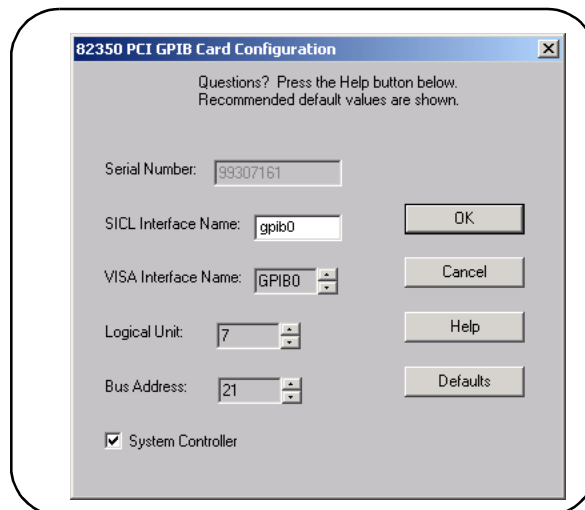 82350 PCI GPIB Card Configuration
Questions? Press the Help button below.
Recommended default values are shown.
Serial Number: 99307161
SICL Interface Name: gpib0
OK
VISA Interface Name: GPIB0
Cancel
Logical Unit: 7
Help
Bus Address: 21
Defaults
System Controller